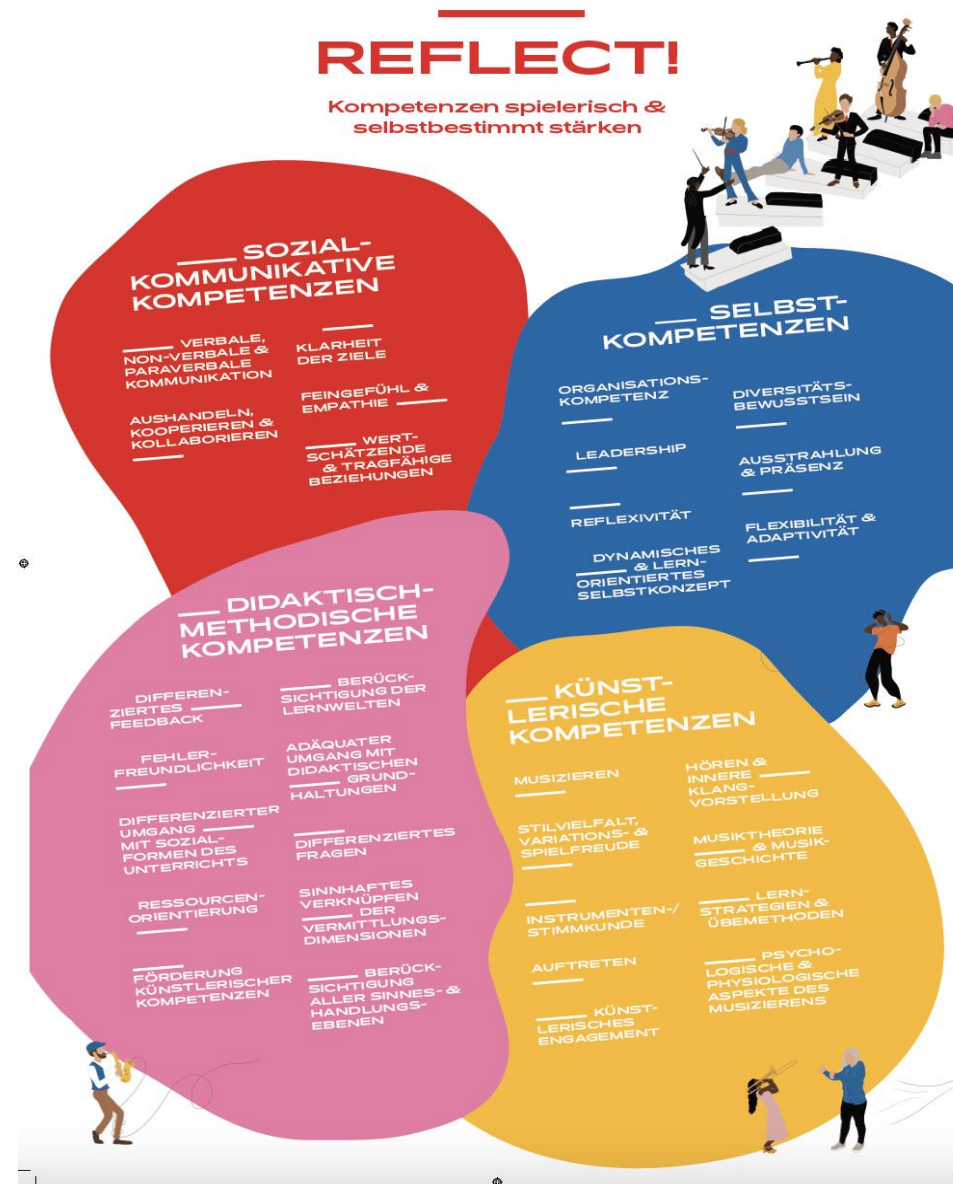 REFLECT!
Kompetenzen spielerisch &
selbstbestimmt stärken
SOZIAL-
KOMMUNIKATIVE
KOMPETENZEN
VERBALE,
NON-VERBALE &
PARAVERBALE
KOMMUNIKATION
AUSHANDELN,
KOOPERIEREN &
KOLLABORIEREN
KLARHEIT
DER ZIELE
FEINGEFÜHL &
EMPATHIE
WERT-
SCHÄTZENDE
& TRAGFÄHIGE
BEZIEHUNGEN
SELBST-
KOMPETENZEN
ORGANISATIONS-
KOMPETENZ
LEADERSHIP
REFLEXIVITÄT
DYNAMISCHES
& LERN-
ORIENTIERTES
SELBSTKONZEPT
DIVERSITÄTS-
BEWUSSTSEIN
AUSSTRAHLUNG
& PRÄSENZ
FLEXIBILITÄT &
ADAPTIVITÄT
DIDAKTISCH-
METHODISCHE
KOMPETENZEN
DIFFEREN-
ZIERTES
FEEDBACK
FEHLER-
FREUNDLICHKEIT
DIFFERENZIERTER
UMGANG
MIT SOZIAL-
FORMEN DES
UNTERRICHTS
RESSOURCEN-
ORIENTIERUNG
FÖRDERUNG
KÜNSTLERISCHER
KOMPETENZEN
BERÜCK-
SICHTIGUNG DER
LERNWELTEN
ADÄQUATER
UMGANG MIT
DIDAKTISCHEN
GRUND-
HALTUNGEN
DIFFERENZIERTES
FRAGEN
SINNHAFTES
VERKNÜPFEN
DER
VERMITTLUNGS-
DIMENSIONEN
BERÜCK-
SICHTIGUNG
ALLER SINNES- &
HANDLUNGS-
EBENEN
KÜNST-
LERISCHE
KOMPETENZEN
MUSIZIEREN
STILVIELFALT,
VARIATIONS- &
SPIELFREUDE
INSTRUMENTEN-/
STIMMKUNDE
AUFTRETEN
KÜNST-
LERISCHES
ENGAGEMENT
HÖREN &
INNERE
KLANG-
VORSTELLUNG
MUSIKTHEORIE
& MUSIK-
GESCHICHTE
LERN-
STRATEGIEN &
ÜBEMETHODEN
PSYCHO-
LOGISCHE &
PHYSIOLOGISCHE
ASPEKTE DES
MUSIZIERENS